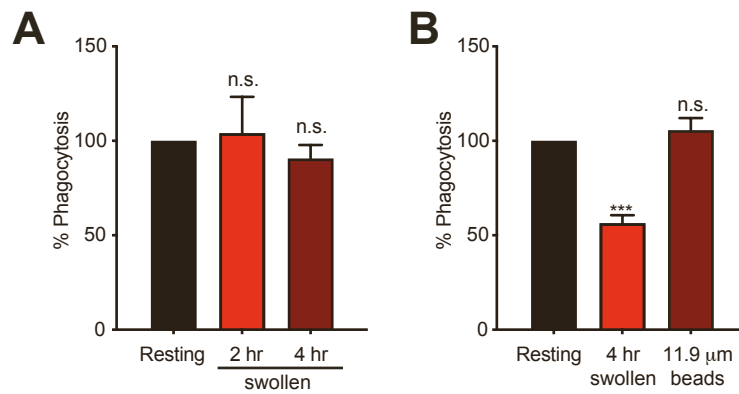 A
150
100
50
0
% Phagocytosis
n.s.
n.s.
Resting
2 hr
4 hr
swollen
B
150
100
50
0
% Phagocytosis
***
n.s.
Resting
4 hr
swollen
11.9 μm
beads